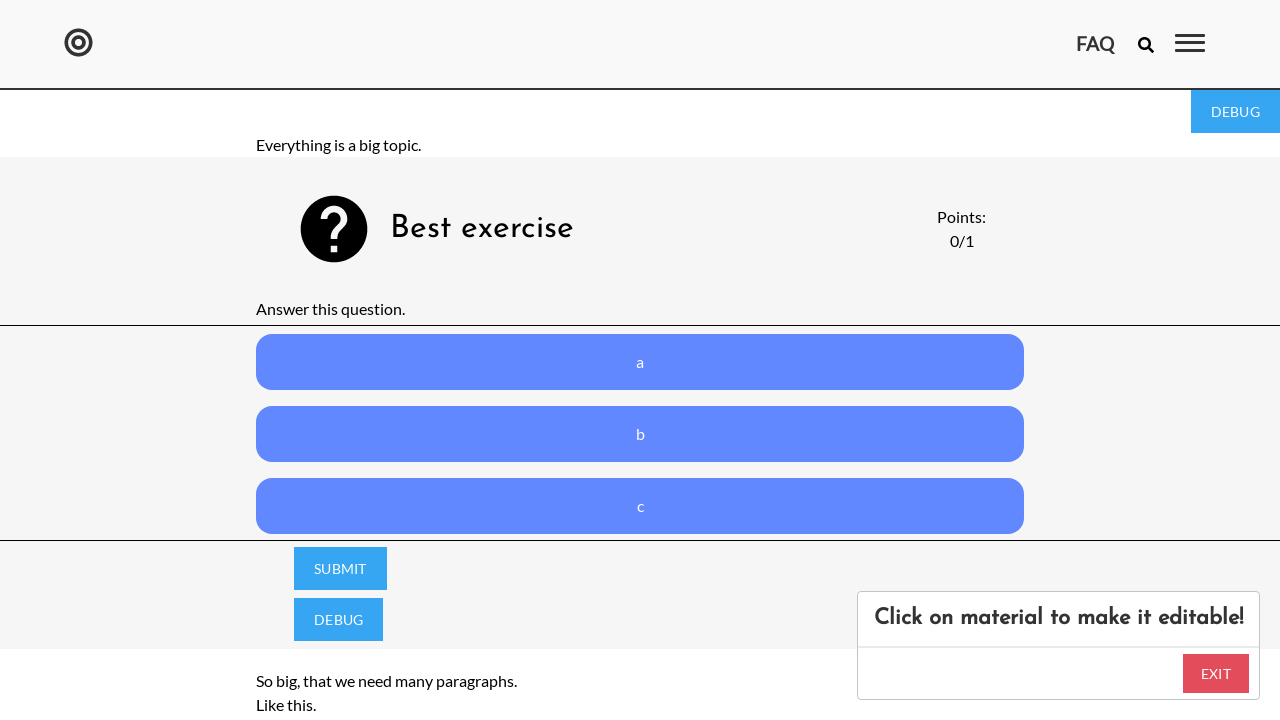 FAQ
DEBUG
Everything is a big topic.
Best exercise
Points:
0/1
Answer this question.
a
b
c
SUBMIT
DEBUG
Click on material to make it editable!
EXIT
So big, that we need many paragraphs.
Like this.